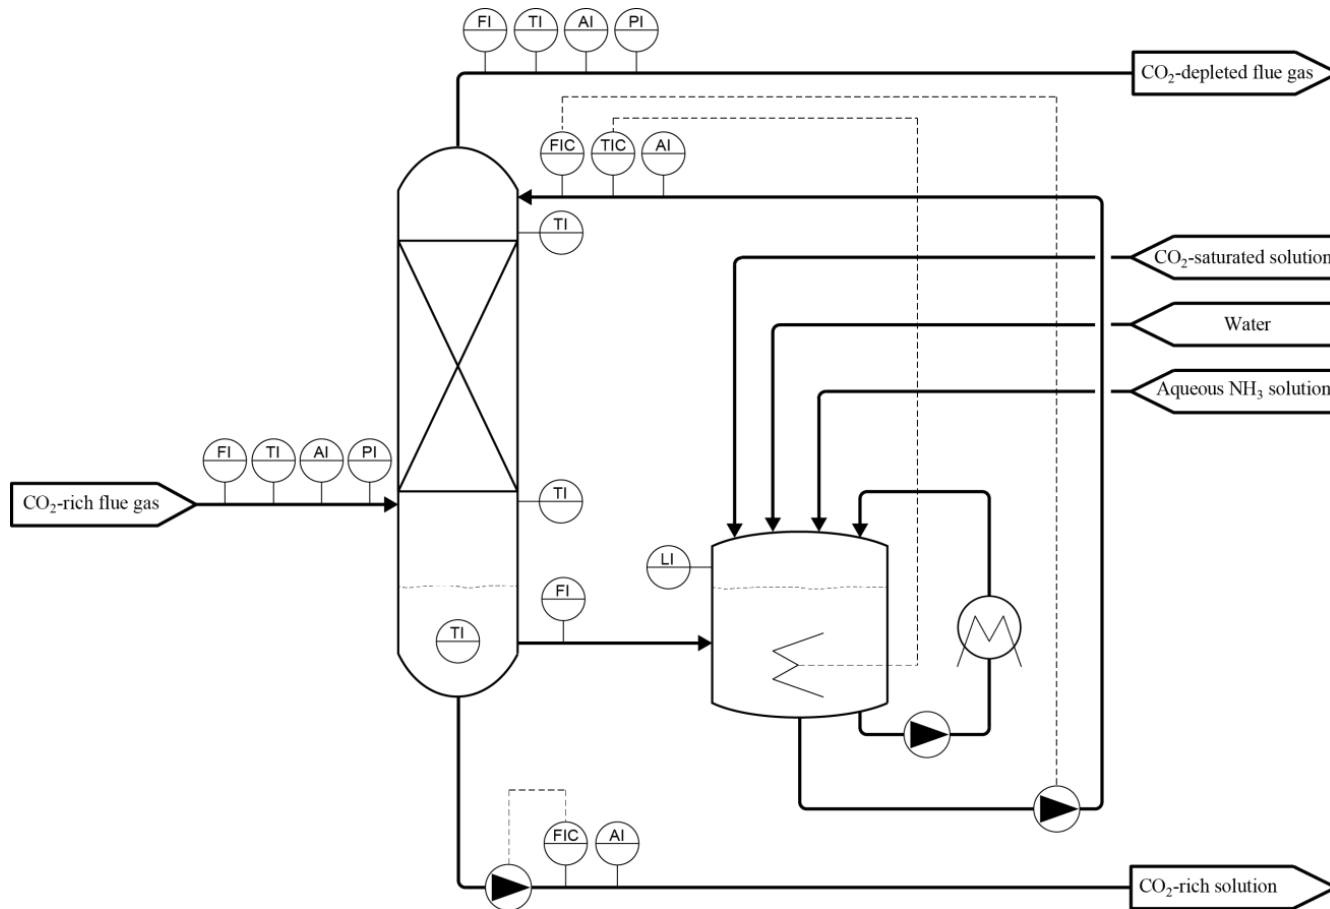 FI TI AI PI
CO₂-depleted flue gas
FIC TIC AI
TI
CO₂-saturated solution
Water
Aqueous NH₃ solution
FI TI AI PI
CO₂-rich flue gas
TI
LI
FI
TI
FIC AI
CO₂-rich solution